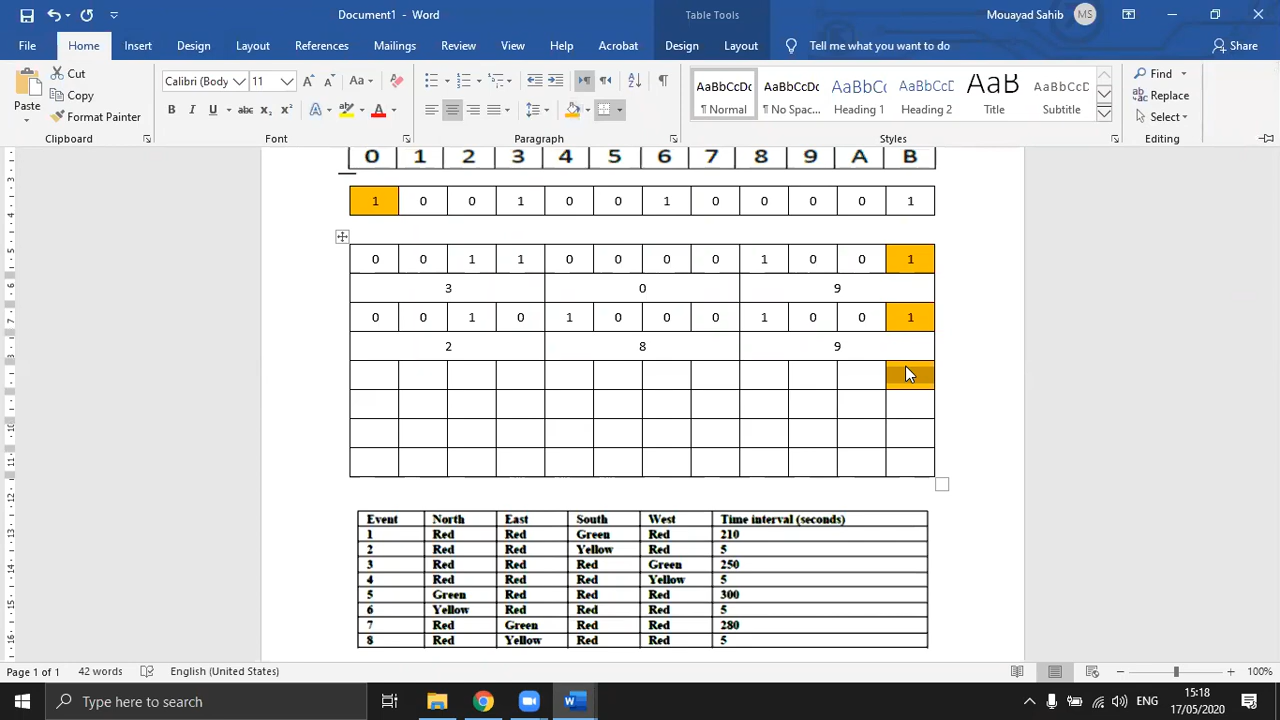 Document1 - Word
Table Tools
Mouayad Sahib MS
File Home Insert Design Layout References Mailings Review View Help Acrobat Design Layout Tell me what you want to do Share
Paste
Cut
Copy
Format Painter
Clipboard
Calibri (Body 11
Font
Paragraph
AaBbCcDc AaBbCcDc AaBbCc AaBbCcD AaB AaBbCcD
¶ Normal ¶ No Spac... Heading 1 Heading 2 Title Subtitle
Styles
Find
Replace
Select
Editing
0 1 2 3 4 5 6 7 8 9 A B
1 0 0 1 0 0 1 0 0 0 0 1
0 0 1 1 0 0 0 0 1 0 0 1
3 0 9
0 0 1 0 1 0 0 0 1 0 0 1
2 8 9
Event North East South West Time interval (seconds)
1 Red Red Green Red 210
2 Red Red Yellow Red 5
3 Red Red Red Green 250
4 Red Red Red Yellow 5
5 Green Red Red Red 300
6 Yellow Red Red Red 5
7 Red Green Red Red 280
8 Red Yellow Red Red 5
Page 1 of 1 42 words English (United States) 100%
Type here to search
ENG
15:18
17/05/2020